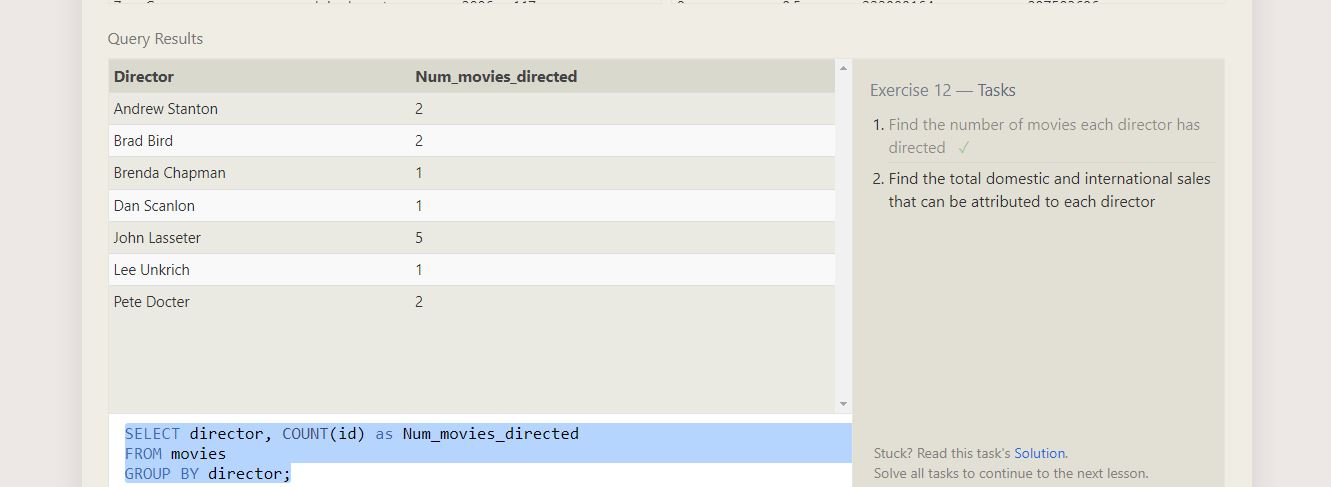 Query Results
Director Num_movies_directed
Andrew Stanton 2
Brad Bird 2
Brenda Chapman 1
Dan Scanlon 1
John Lasseter 5
Lee Unkrich 1
Pete Docter 2
SELECT director, COUNT(id) as Num_movies_directed
FROM movies
GROUP BY director;
Exercise 12 — Tasks
1. Find the number of movies each director has
directed ✓
2. Find the total domestic and international sales
that can be attributed to each director
Stuck? Read this task's Solution.
Solve all tasks to continue to the next lesson.